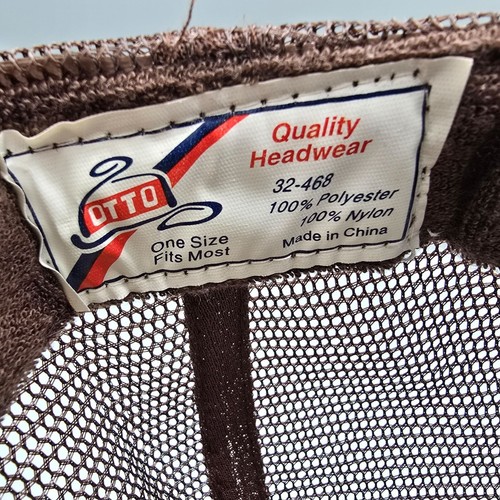 OTTO
One Size
Fits Most
Quality
Headwear
32-468
100% Polyester
100% Nylon
Made in China